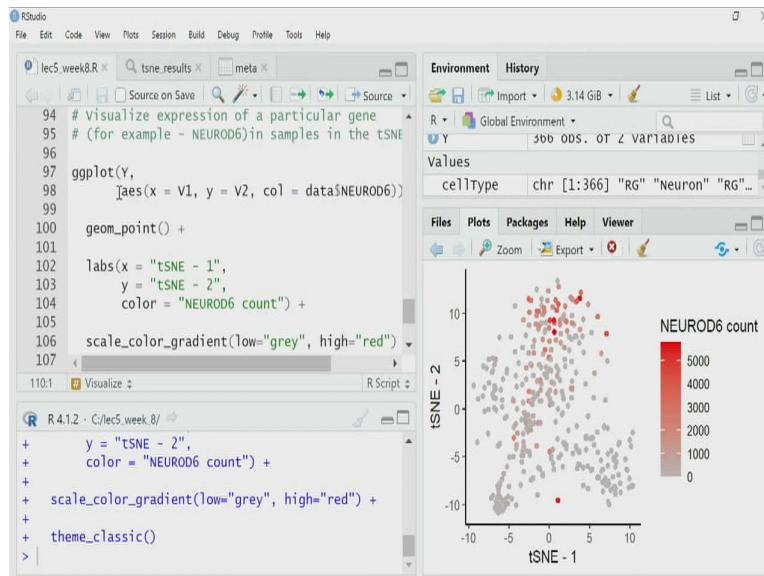 RStudio
File Edit Code View Plots Session Build Debug Profile Tools Help
lec5_week8.R × tsne_results × meta ×
Source on Save Source
94 # Visualize expression of a particular gene
95 # (for example - NEUROD6)in samples in the tSNE
96
97 ggplot(Y,
98 aes(x = V1, y = V2, col = data$NEUROD6))
99
100 geom_point() +
101
102 labs(x = "tSNE - 1",
103 y = "tSNE - 2",
104 color = "NEUROD6 count") +
105
106 scale_color_gradient(low="grey", high="red")
107
110:1 # Visualize R Script
R 4.1.2 · C:/lec5_week_8/
+ y = "tSNE - 2",
+ color = "NEUROD6 count") +
+
+ scale_color_gradient(low="grey", high="red") +
+
+ theme_classic()
>
Environment History
Import 3.14 GiB List
R Global Environment
Y 366 obs. of 2 variables
Values
cellType chr [1:366] "RG" "Neuron" "RG"…
Files Plots Packages Help Viewer
Zoom Export
NEUROD6 count
5000
4000
3000
2000
1000
0
tSNE - 2
10
5
0
-5
-10
-10 -5 0 5 10
tSNE - 1